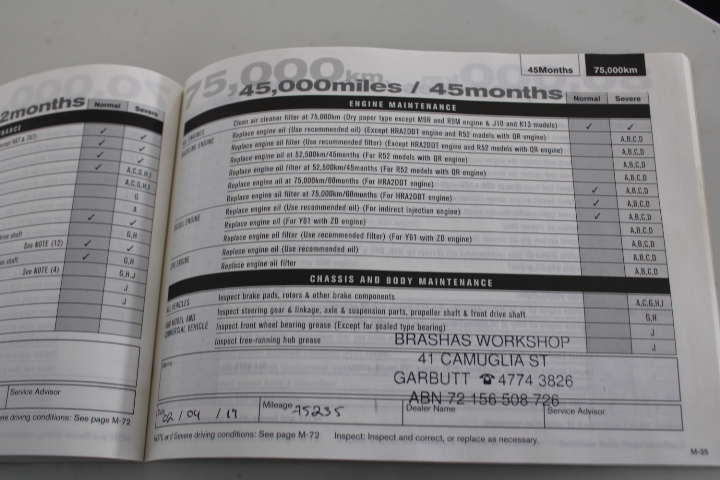 2months
Normal
Severe
✓
✓
✓
✓
✓
✓
✓
A,C,G,H,I
A,C,G,H,I
G
A
✓
✓
drive shaft
G,H
See NOTE (12)
✓
✓
shaft
✓
G,H
See NOTE (4)
G,H,J
J
J
Service Advisor
driving conditions: See page M-72
75,000km
45,000miles / 45months
45Months
75,000km
ENGINE MAINTENANCE
Normal
Severe
Clean air cleaner filter at 75,000km (Dry paper type except M9R and R9M engine & J10 and K13 models)
✓
✓
Replace engine oil (Use recommended oil) (Except HRA2DDT engine and R52 models with QR engine)
A,B,C,D
Replace engine oil filter (Use recommended filter) (Except HRA2DDT engine and R52 models with QR engine)
A,B,C,D
Replace engine oil at 52,500km/45months (For R52 models with QR engine)
A,B,C,D
Replace engine oil filter at 52,500km/45months (For R52 models with QR engine)
A,B,C,D
Replace engine oil at 75,000km/60months (For HRA2DDT engine)
✓
A,B,C,D
Replace engine oil filter at 75,000km/60months (For HRA2DDT engine)
✓
A,B,C,D
Replace engine oil (Use recommended oil) (For indirect injection engine)
✓
A,B,C,D
Replace engine oil (For Y61 with ZD engine)
A,B,C,D
Replace engine oil filter (Use recommended filter) (For Y61 with ZD engine)
A,B,C,D
Replace engine oil (Use recommended oil)
A,B,C,D
Replace engine oil filter
A,B,C,D
CHASSIS AND BODY MAINTENANCE
Inspect brake pads, rotors & other brake components
A,C,G,H,I
Inspect steering gear & linkage, axle & suspension parts, propeller shaft & front drive shaft
G,H
Inspect front wheel bearing grease (Except for sealed type bearing)
J
Inspect free-running hub grease
J
BRASHAS WORKSHOP
41 CAMUGLIA ST
GARBUTT ☎ 4774 3826
ABN 72 156 508 726
Date
02 / 04 / 19
Mileage
75235
Dealer Name
Service Advisor
Severe driving conditions: See page M-72
Inspect: Inspect and correct, or replace as necessary.
M-35